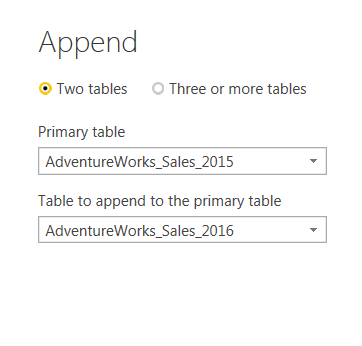 Append
Two tables Three or more tables
Primary table
AdventureWorks_Sales_2015
Table to append to the primary table
AdventureWorks_Sales_2016